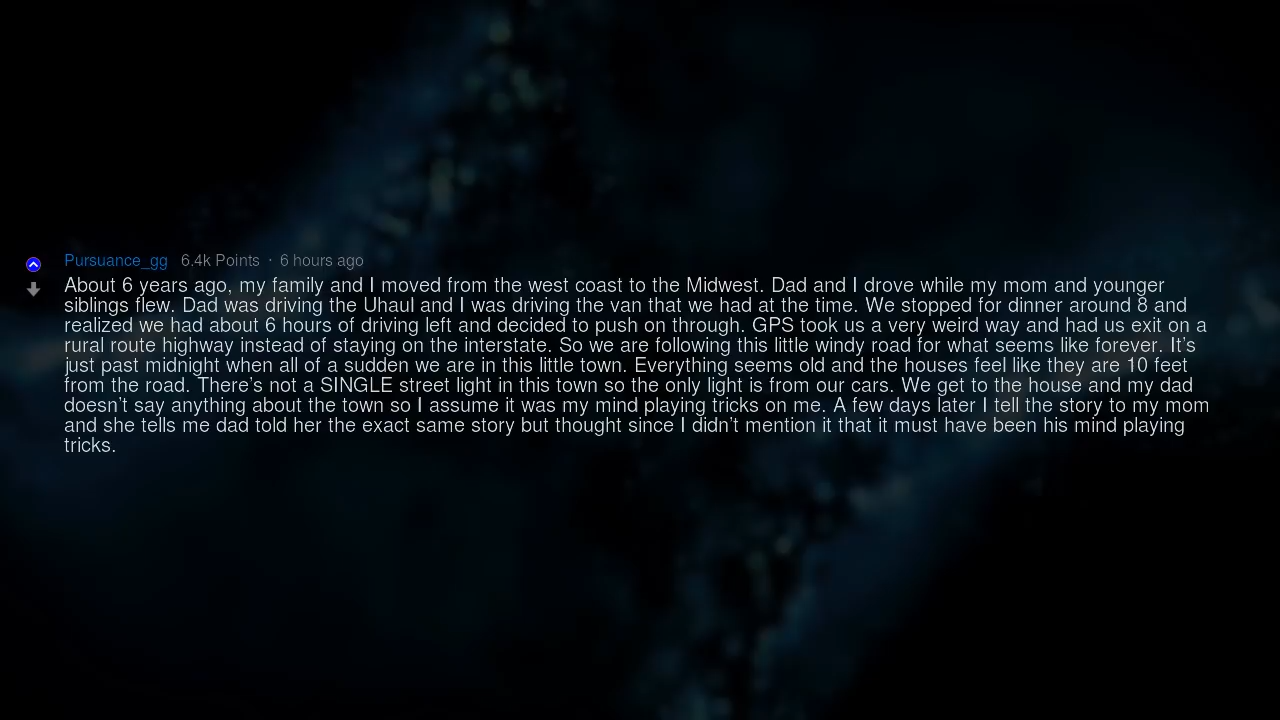 Pursuance_gg 6.4k Points · 6 hours ago
About 6 years ago, my family and I moved from the west coast to the Midwest. Dad and I drove while my mom and younger
siblings flew. Dad was driving the Uhaul and I was driving the van that we had at the time. We stopped for dinner around 8 and
realized we had about 6 hours of driving left and decided to push on through. GPS took us a very weird way and had us exit on a
rural route highway instead of staying on the interstate. So we are following this little windy road for what seems like forever. It’s
just past midnight when all of a sudden we are in this little town. Everything seems old and the houses feel like they are 10 feet
from the road. There’s not a SINGLE street light in this town so the only light is from our cars. We get to the house and my dad
doesn’t say anything about the town so I assume it was my mind playing tricks on me. A few days later I tell the story to my mom
and she tells me dad told her the exact same story but thought since I didn’t mention it that it must have been his mind playing
tricks.